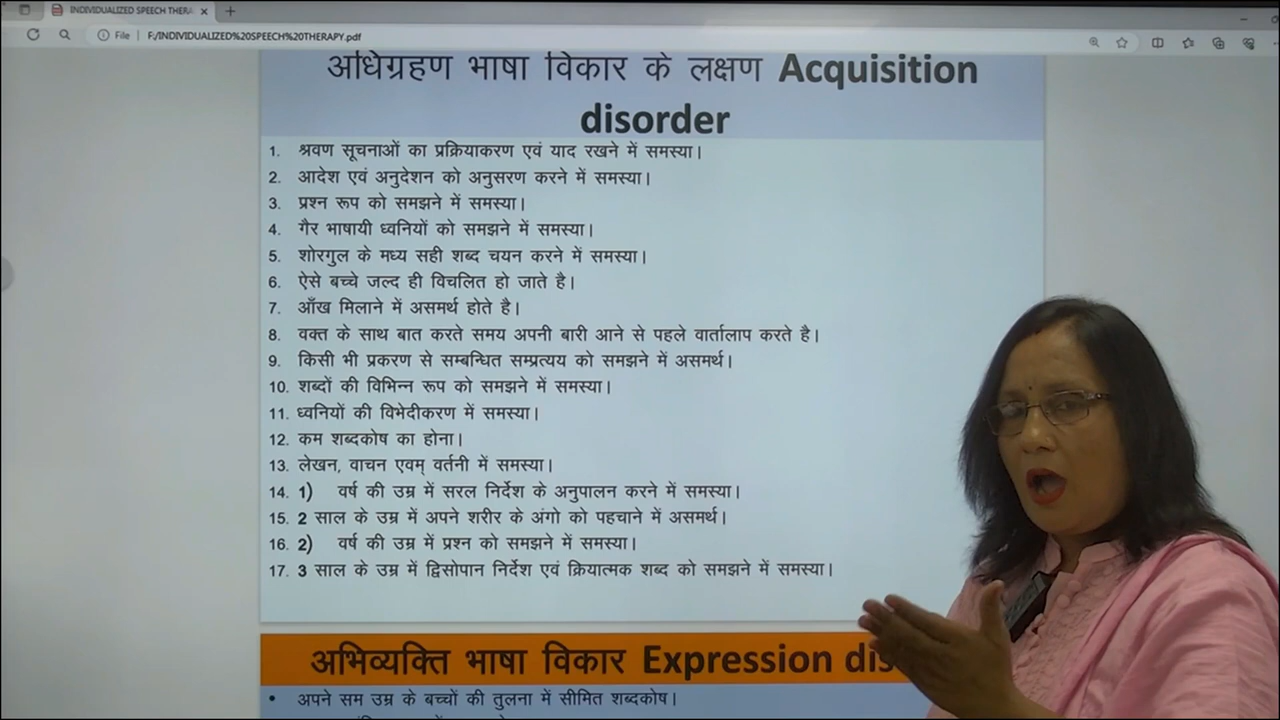 INDIVIDUALIZED SPEECH THERA
File F:/INDIVIDUALIZED%20SPEECH%20THERAPY.pdf
अधिग्रहण भाषा विकार के लक्षण Acquisition
disorder
1. श्रवण सूचनाओं का प्रक्रियाकरण एवं याद रखने में समस्या।
2. आदेश एवं अनुदेशन को अनुसरण करने में समस्या।
3. प्रश्न रूप को समझने में समस्या।
4. गैर भाषायी ध्वनियों को समझने में समस्या।
5. शोरगुल के मध्य सही शब्द चयन करने में समस्या।
6. ऐसे बच्चे जल्द ही विचलित हो जाते है।
7. आँख मिलाने में असमर्थ होते है।
8. वक्त के साथ बात करते समय अपनी बारी आने से पहले वार्तालाप करते है।
9. किसी भी प्रकरण से सम्बन्धित सम्प्रत्यय को समझने में असमर्थ।
10. शब्दों की विभिन्न रूप को समझने में समस्या।
11. ध्वनियों की विभेदीकरण में समस्या।
12. कम शब्दकोष का होना।
13. लेखन, वाचन एवम् वर्तनी में समस्या।
14. 1) वर्ष की उम्र में सरल निर्देश के अनुपालन करने में समस्या।
15. 2 साल के उम्र में अपने शरीर के अंगो को पहचाने में असमर्थ।
16. 2) वर्ष की उम्र में प्रश्न को समझने में समस्या।
17. 3 साल के उम्र में द्विसोपान निर्देश एवं क्रियात्मक शब्द को समझने में समस्या।
अभिव्यक्ति भाषा विकार Expression dis
• अपने सम उम्र के बच्चों की तुलना में सीमित शब्दकोष।